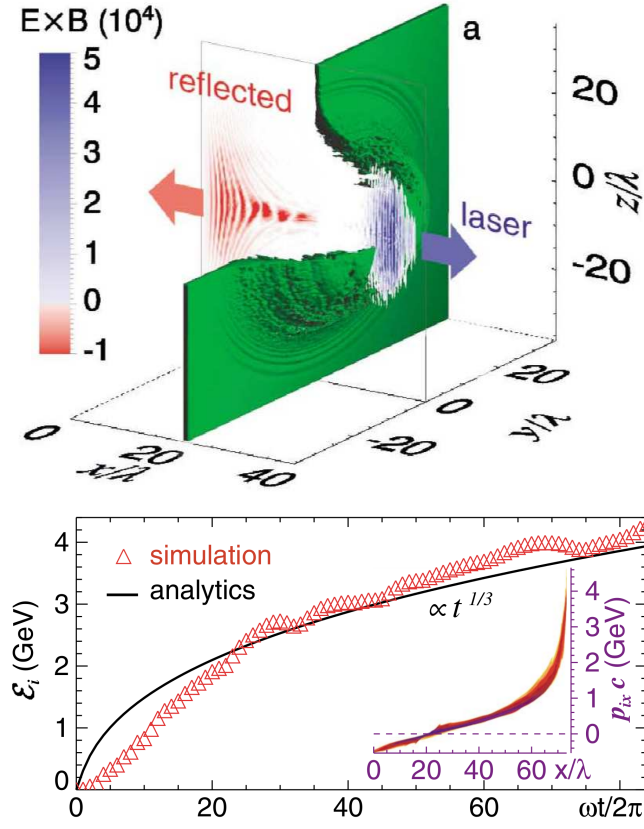 E×B (10⁴)
a
5
4
3
2
1
0
-1
reflected
laser
20
0
-20
z/λ
20
0
-20
y/λ
0
20
40
x/λ
4
3
2
1
0
ℰᵢ (GeV)
△ simulation
— analytics
∝ t ¹/³
0 20 40 60 ωt/2π
4
3
2
1
0
pᵢₓ c (GeV)
0 20 40 60 x/λ